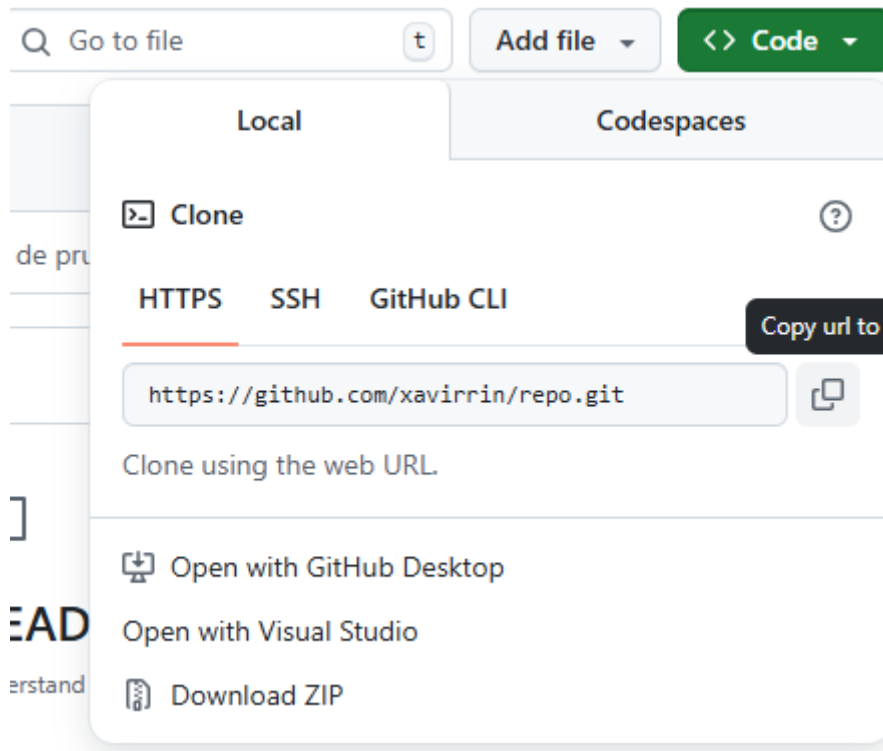 Go to file t Add file <> Code
Local Codespaces
Clone
de pru
HTTPS SSH GitHub CLI
Copy url to
https://github.com/xavirrin/repo.git
Clone using the web URL.
Open with GitHub Desktop
EAD
Open with Visual Studio
erstand
Download ZIP